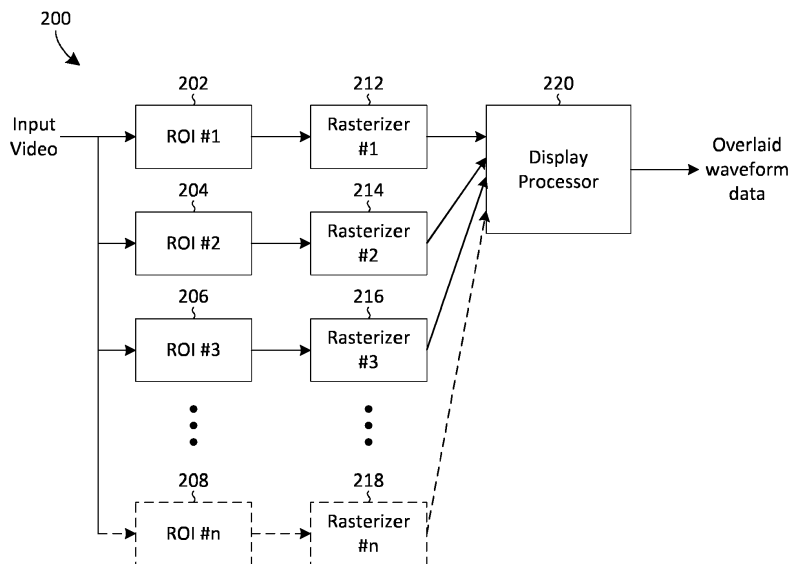 200
202
212
220
Input
Video
ROI #1
Rasterizer
#1
Display
Processor
Overlaid
waveform
data
204
214
ROI #2
Rasterizer
#2
206
216
ROI #3
Rasterizer
#3
208
218
ROI #n
Rasterizer
#n